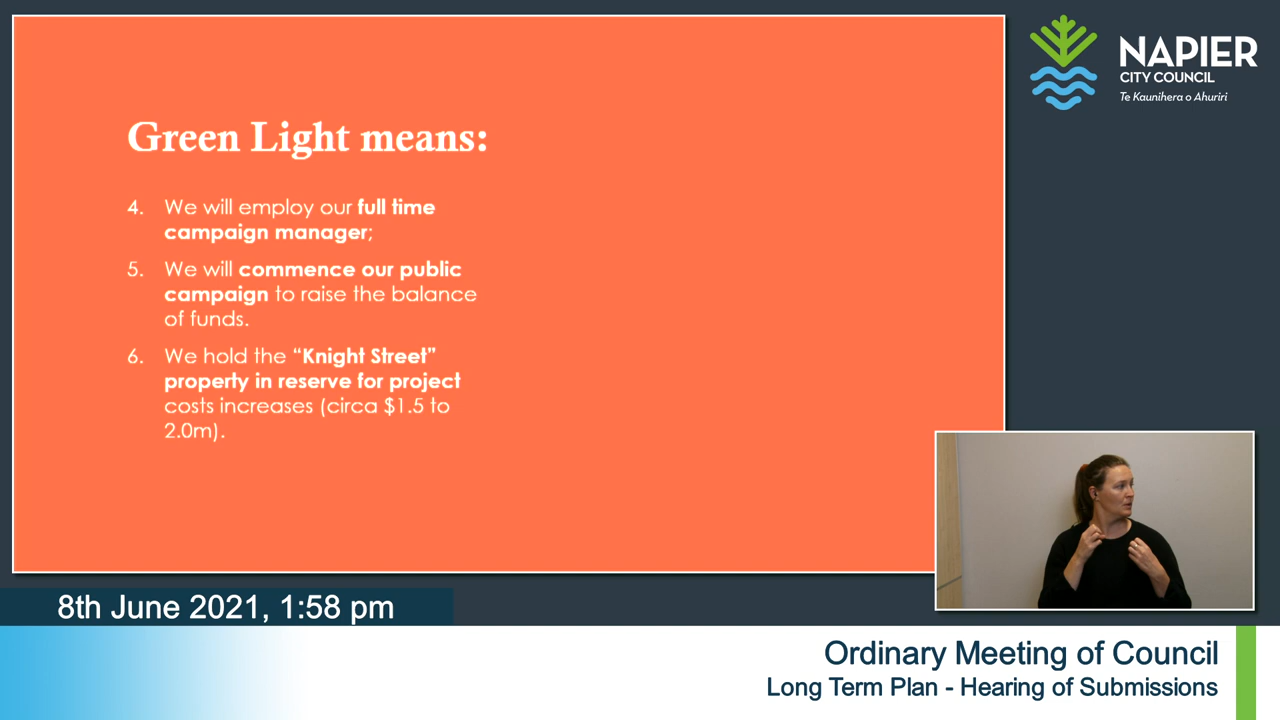 Green Light means:
4. We will employ our full time
campaign manager;
5. We will commence our public
campaign to raise the balance
of funds.
6. We hold the “Knight Street”
property in reserve for project
costs increases (circa $1.5 to
2.0m).
NAPIER
CITY COUNCIL
Te Kaunihera o Ahuriri
8th June 2021, 1:58 pm
Ordinary Meeting of Council
Long Term Plan - Hearing of Submissions